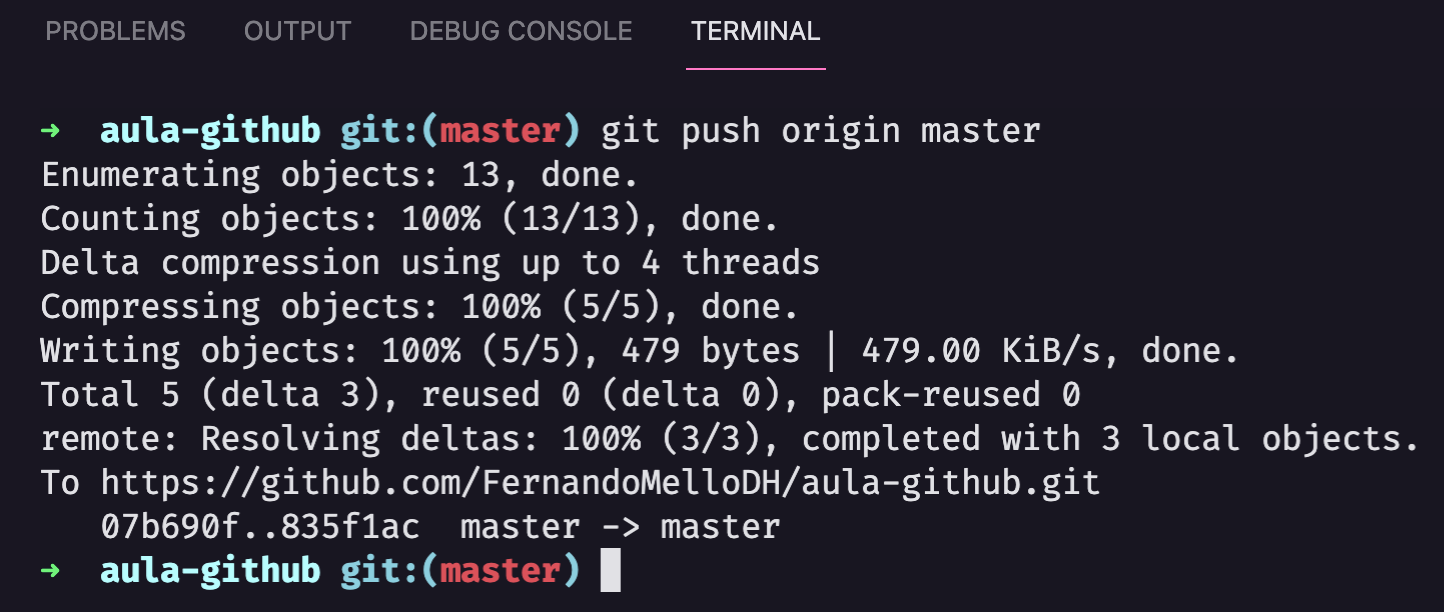 PROBLEMS OUTPUT DEBUG CONSOLE TERMINAL
➜ aula-github git:(master) git push origin master
Enumerating objects: 13, done.
Counting objects: 100% (13/13), done.
Delta compression using up to 4 threads
Compressing objects: 100% (5/5), done.
Writing objects: 100% (5/5), 479 bytes | 479.00 KiB/s, done.
Total 5 (delta 3), reused 0 (delta 0), pack-reused 0
remote: Resolving deltas: 100% (3/3), completed with 3 local objects.
To https://github.com/FernandoMelloDH/aula-github.git
07b690f..835f1ac master -> master
➜ aula-github git:(master)